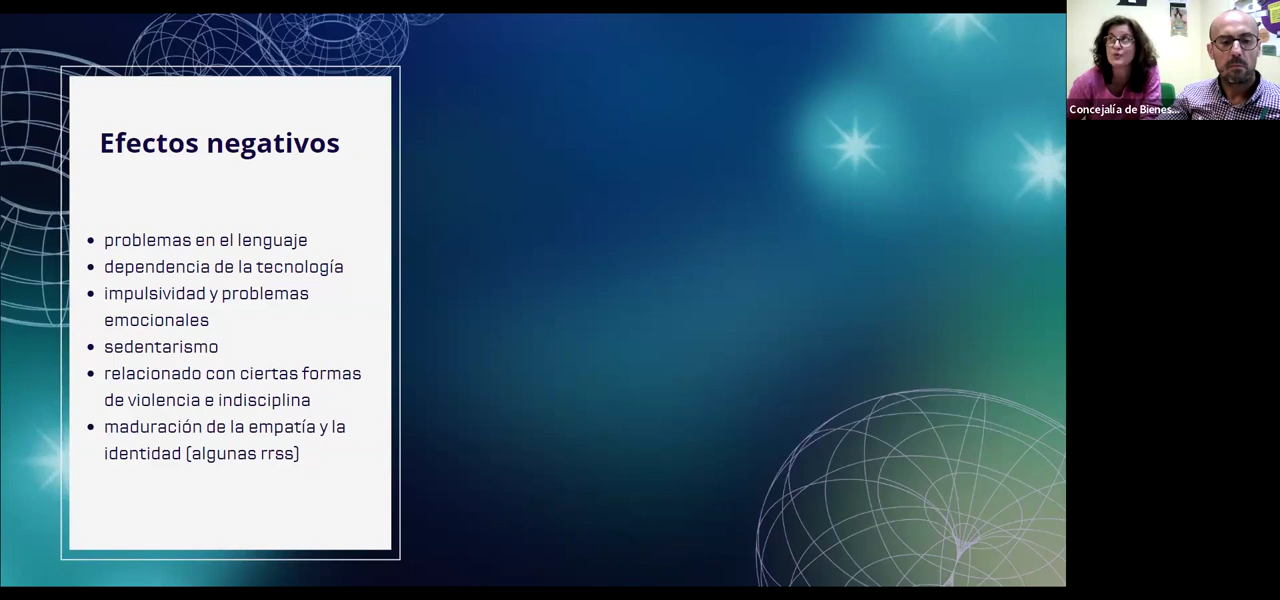 Efectos negativos
problemas en el lenguaje
dependencia de la tecnología
impulsividad y problemas
emocionales
sedentarismo
relacionado con ciertas formas
de violencia e indisciplina
maduración de la empatía y la
identidad (algunas rrss)
Concejalía de Bienes...